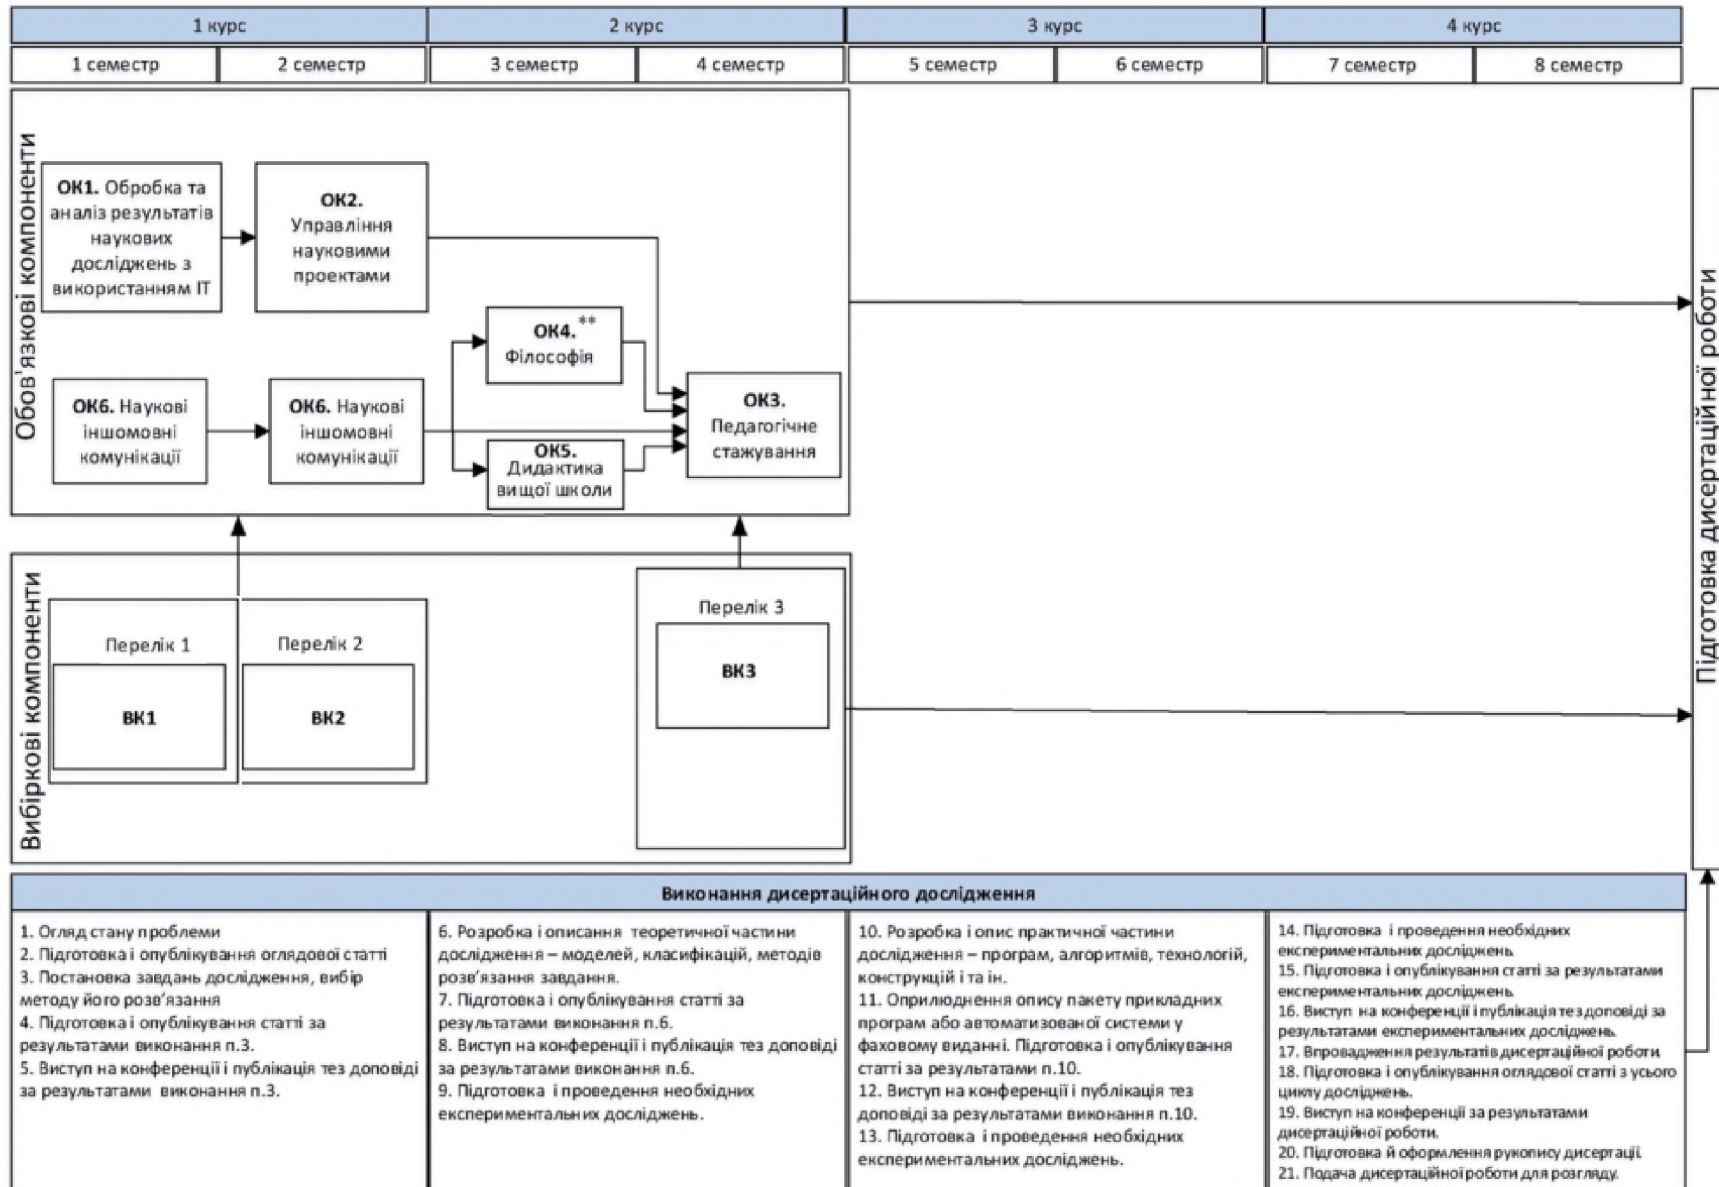 1 курс
2 курс
3 курс
4 курс
1 семестр
2 семестр
3 семестр
4 семестр
5 семестр
6 семестр
7 семестр
8 семестр
Обов'язкові компоненти
ОК1. Обробка та
аналіз результатів
наукових
досліджень з
використанням ІТ
ОК2.
Управління
науковими
проектами
ОК4.**
Філософія
ОК6. Наукові
іншомовні
комунікації
ОК6. Наукові
іншомовні
комунікації
ОК5.
Дидактика
вищої школи
ОК3.
Педагогічне
стажування
Підготовка дисертаційної роботи
Вибіркові компоненти
Перелік 1
ВК1
Перелік 2
ВК2
Перелік 3
ВК3
Виконання дисертаційного дослідження
1. Огляд стану проблеми
2. Підготовка і опублікування оглядової статті
3. Постановка завдань дослідження, вибір
методу його розв'язання
4. Підготовка і опублікування статті за
результатами виконання п.3.
5. Виступ на конференції і публікація тез доповіді
за результатами виконання п.3.
6. Розробка і описання теоретичної частини
дослідження – моделей, класифікацій, методів
розв'язання завдання.
7. Підготовка і опублікування статті за
результатами виконання п.6.
8. Виступ на конференції і публікація тез доповіді
за результатами виконання п.6.
9. Підготовка і проведення необхідних
експериментальних досліджень.
10. Розробка і опис практичної частини
дослідження – програм, алгоритмів, технологій,
конструкцій і та ін.
11. Оприлюднення опису пакету прикладних
програм або автоматизованої системи у
фаховому виданні. Підготовка і опублікування
статті за результатами п.10.
12. Виступ на конференції і публікація тез
доповіді за результатами виконання п.10.
13. Підготовка і проведення необхідних
експериментальних досліджень.
14. Підготовка і проведення необхідних
експериментальних досліджень.
15. Підготовка і опублікування статті за результатами
експериментальних досліджень.
16. Виступ на конференції і публікація тез доповіді за
результатами експериментальних досліджень.
17. Впровадження результатів дисертаційної роботи.
18. Підготовка і опублікування оглядової статті з усього
циклу досліджень.
19. Виступ на конференції за результатами
дисертаційної роботи.
20. Підготовка й оформлення рукопису дисертації.
21. Подача дисертаційної роботи для розгляду.